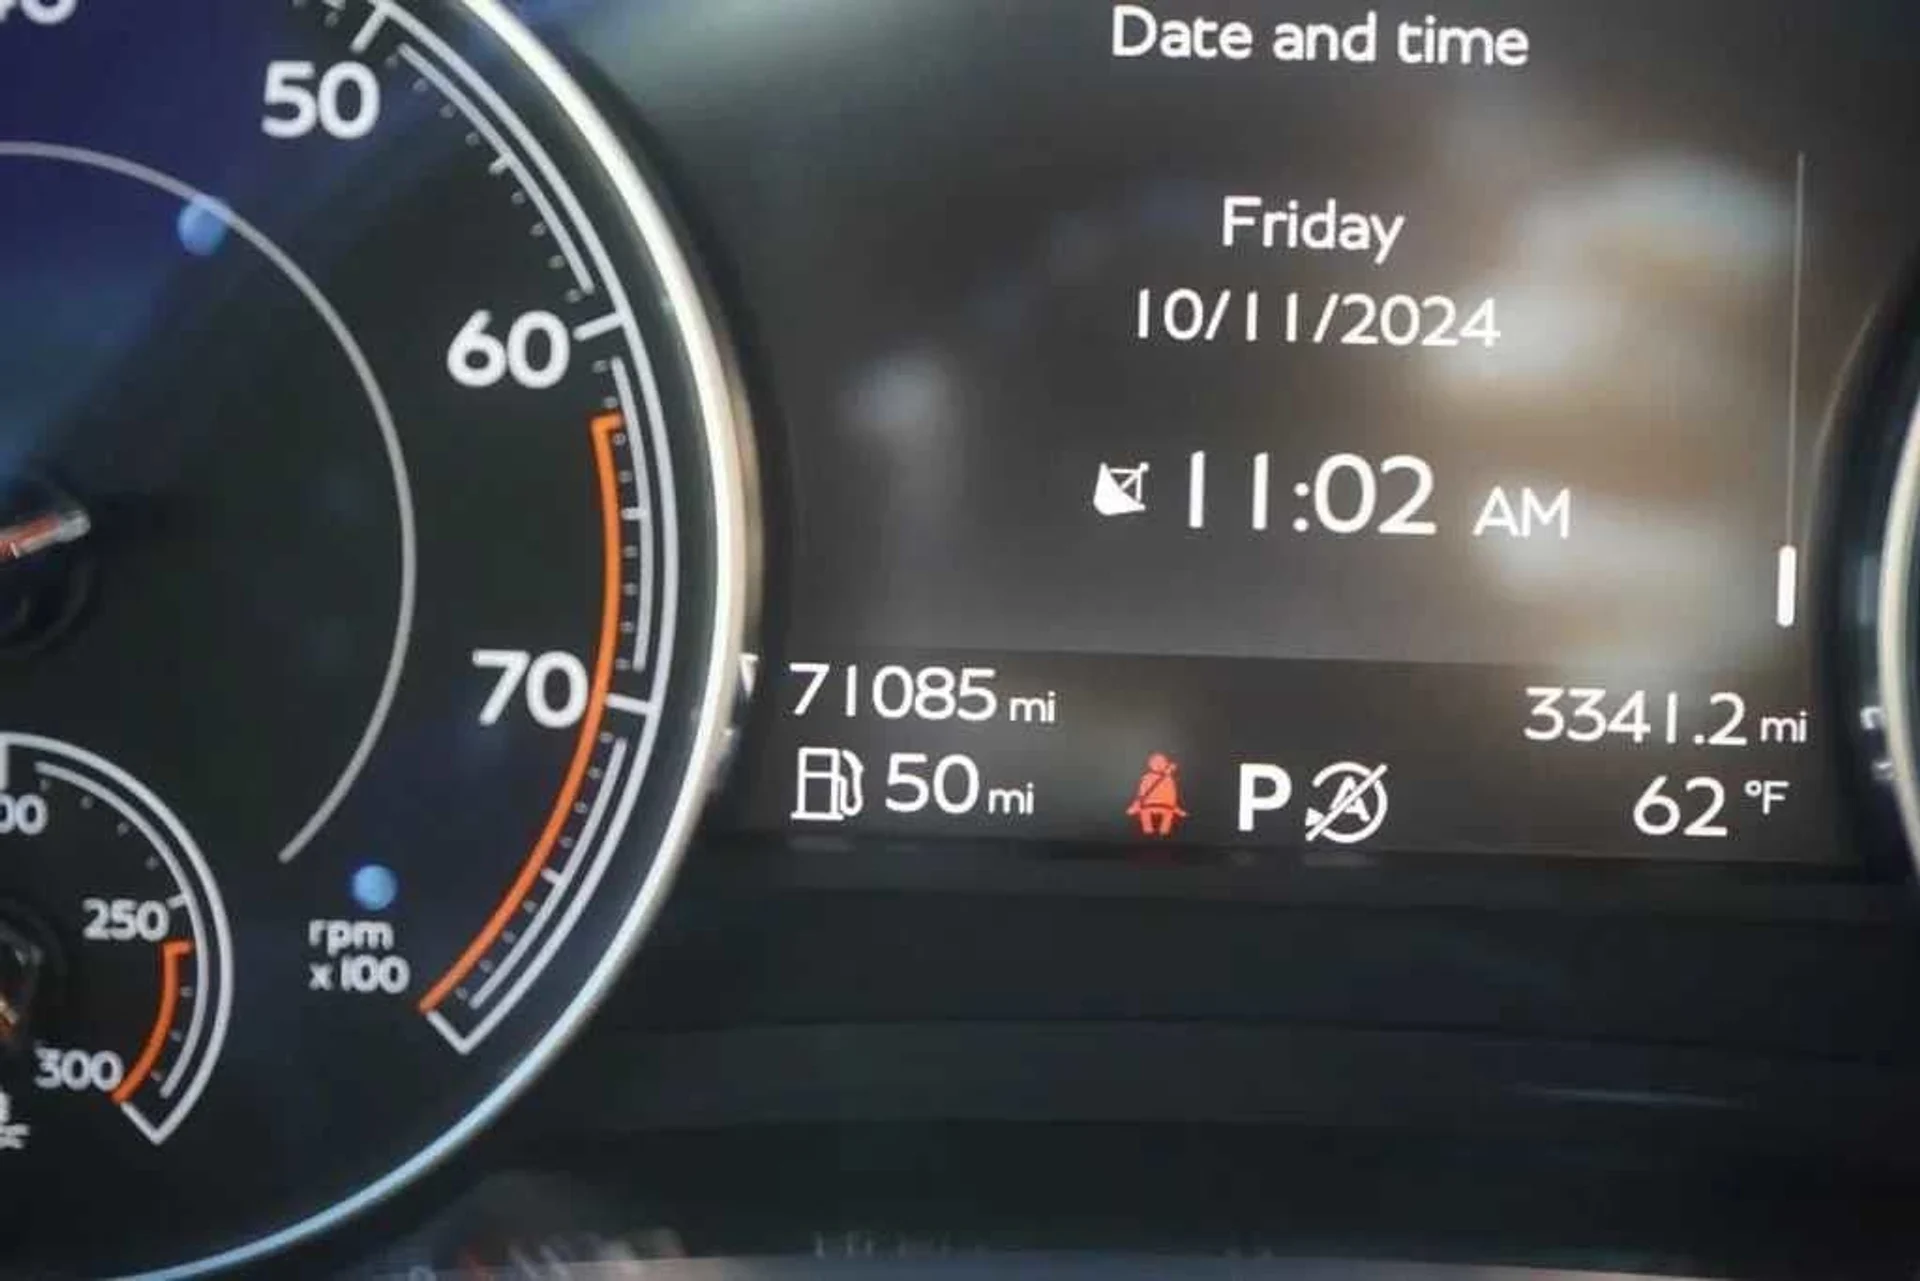 Date and time
50
Friday
10/11/2024
60
11:02 AM
70
71085 mi
3341.2 mi
50 mi
P
A
62 °F
250
rpm
x100
300